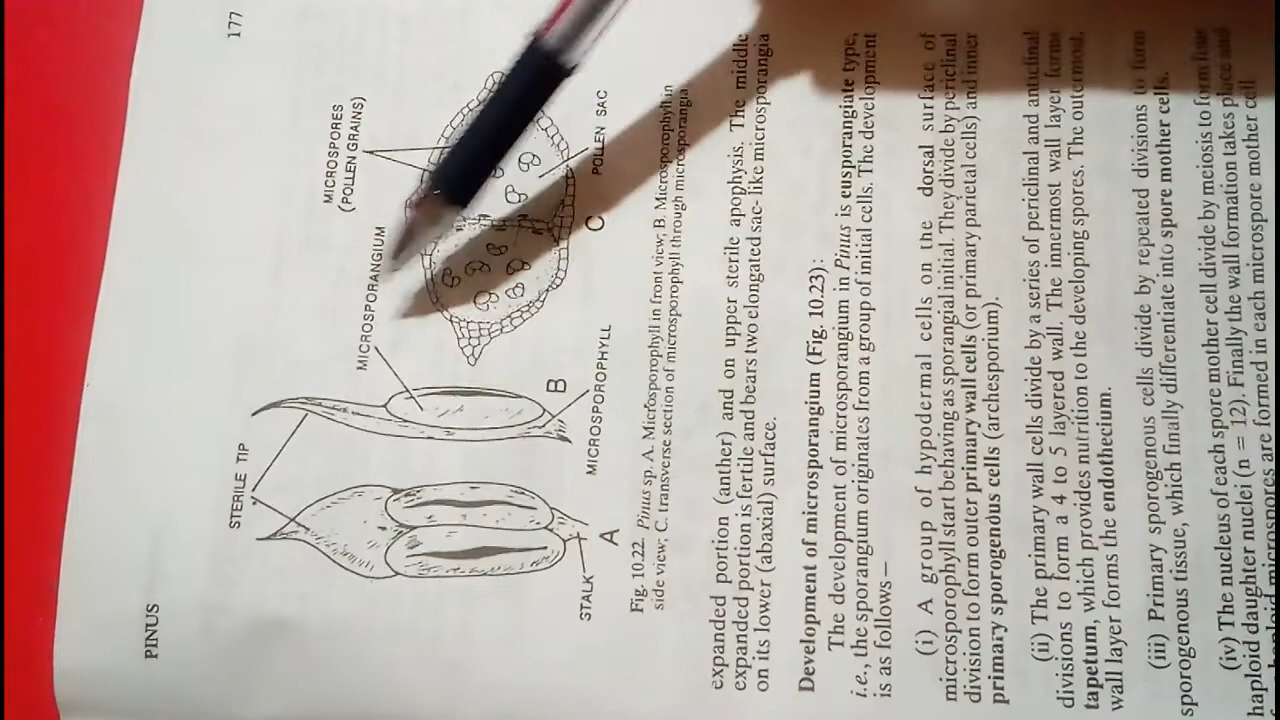 PINUS
177
STERILE TIP
MICROSPORANGIUM
MICROSPORES
(POLLEN GRAINS)
STALK
A
MICROSPOROPHYLL
B
C
POLLEN SAC
Fig. 10.22. Pinus sp. A. Microsporophyll in front view; B. Microsporophyll in
side view; C. transverse section of microsporophyll through microsporangia
expanded portion (anther) and on upper sterile apophysis. The middle
expanded portion is fertile and bears two elongated sac- like microsporangia
on its lower (abaxial) surface.
Development of microsporangium (Fig. 10.23):
The development of microsporangium in Pinus is eusporangiate type,
i.e., the sporangium originates from a group of initial cells. The development
is as follows—
(i) A group of hypodermal cells on the dorsal surface of
microsporophyll start behaving as sporangial initial. They divide by periclinal
division to form outer primary wall cells (or primary parietal cells) and inner
primary sporogenous cells (archesporium).
(ii) The primary wall cells divide by a series of periclinal and anticlinal
divisions to form a 4 to 5 layered wall. The innermost wall layer forms
tapetum, which provides nutrition to the developing spores. The outermost,
wall layer forms the endothecium.
(iii) Primary sporogenous cells divide by repeated divisions to form
sporogenous tissue, which finally differentiate into spore mother cells.
(iv) The nucleus of each spore mother cell divide by meiosis to form four
haploid daughter nuclei (n = 12). Finally the wall formation takes place and
haploid microspores are formed in each microspore mother cell